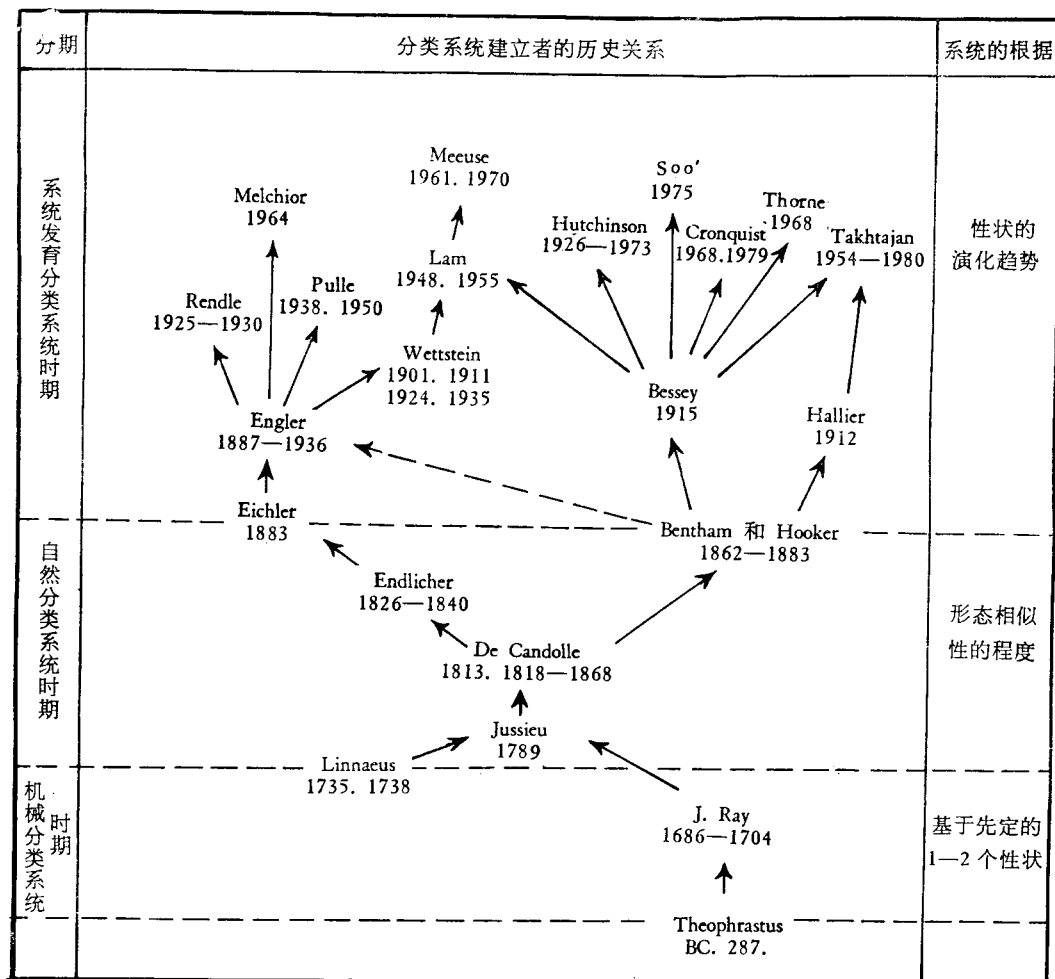 分期
分类系统建立者的历史关系
系统的根据
系统发育分类系统时期
Meeuse
1961. 1970
Soo'
1975
Melchior
1964
Thorne
1968
Hutchinson
1926—1973
Cronquist
1968.1979
Takhtajan
1954—1980
性状的
演化趋势
Lam
1948. 1955
Pulle
1938. 1950
Rendle
1925—1930
Wettstein
1901. 1911
1924. 1935
Bessey
1915
Hallier
1912
Engler
1887—1936
Eichler
1883
Bentham 和 Hooker
1862—1883
自然分类系统时期
Endlicher
1826—1840
形态相似
性的程度
De Candolle
1813. 1818—1868
Jussieu
1789
Linnaeus
1735. 1738
机械分类系统
时期
J. Ray
1686—1704
基于先定的
1—2个性状
Theophrastus
BC. 287.